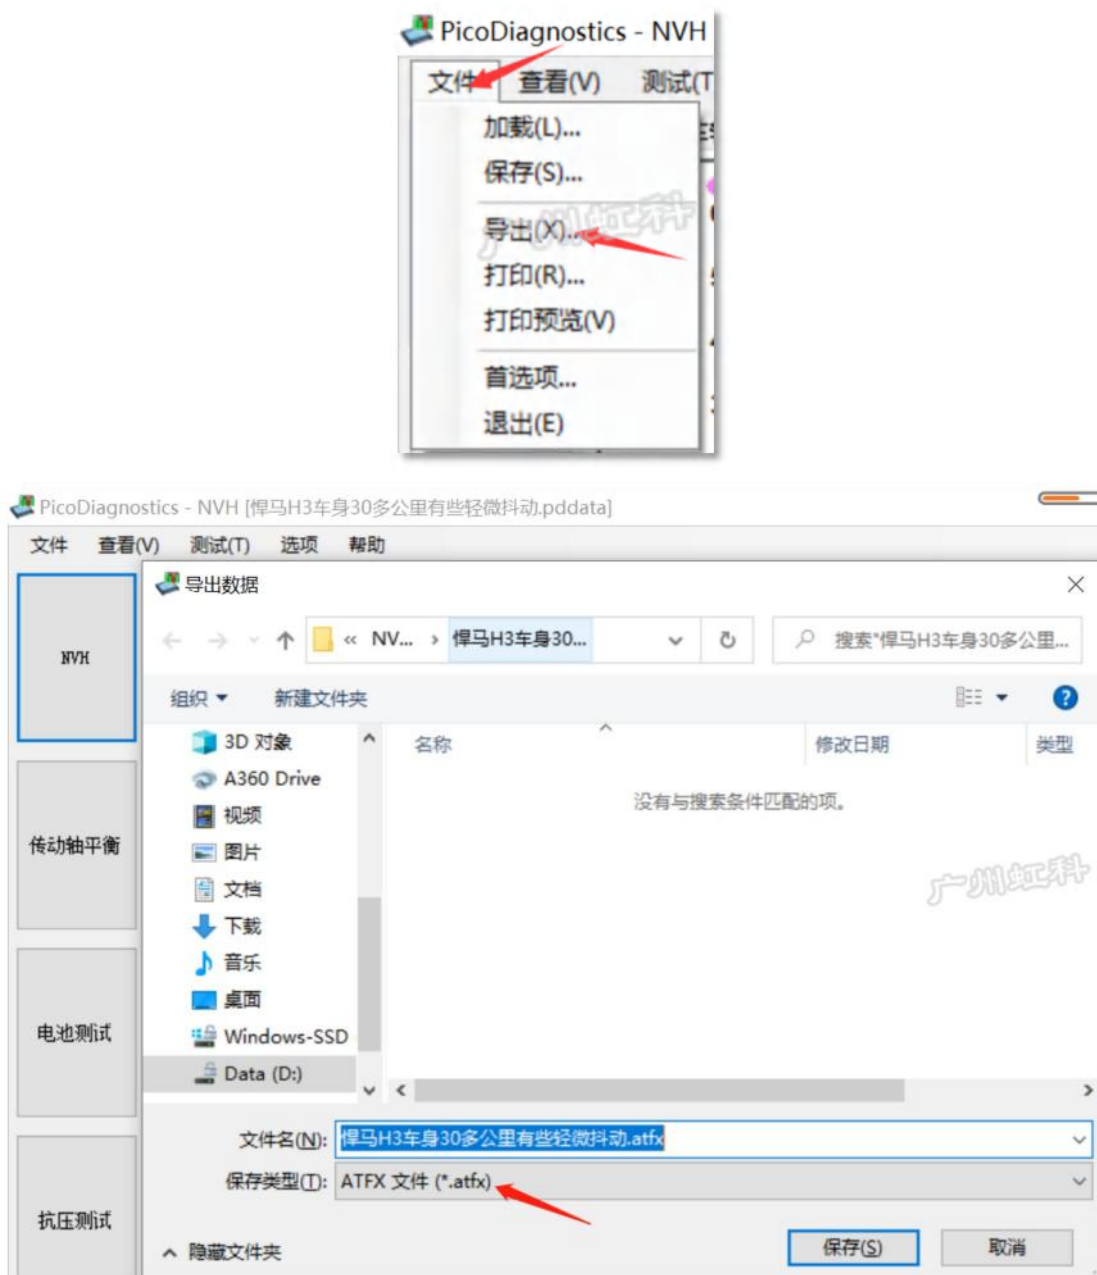 PicoDiagnostics - NVH
文件 查看(V) 测试(T
加载(L)...
保存(S)...
导出(X)...
打印(R)...
打印预览(V)
首选项...
退出(E)
广州虹科
PicoDiagnostics - NVH [悍马H3车身30多公里有些轻微抖动.pddata]
文件 查看(V) 测试(T) 选项 帮助
导出数据
« NV... › 悍马H3车身30... 搜索"悍马H3车身30多公里...
NVH
组织 新建文件夹
3D 对象 名称 修改日期 类型
A360 Drive
没有与搜索条件匹配的项。
视频
传动轴平衡
图片
文档
广州虹科
下载
音乐
桌面
电池测试
Windows-SSD
Data (D:)
文件名(N): 悍马H3车身30多公里有些轻微抖动.atfx
保存类型(T): ATFX 文件 (*.atfx)
抗压测试
隐藏文件夹 保存(S) 取消